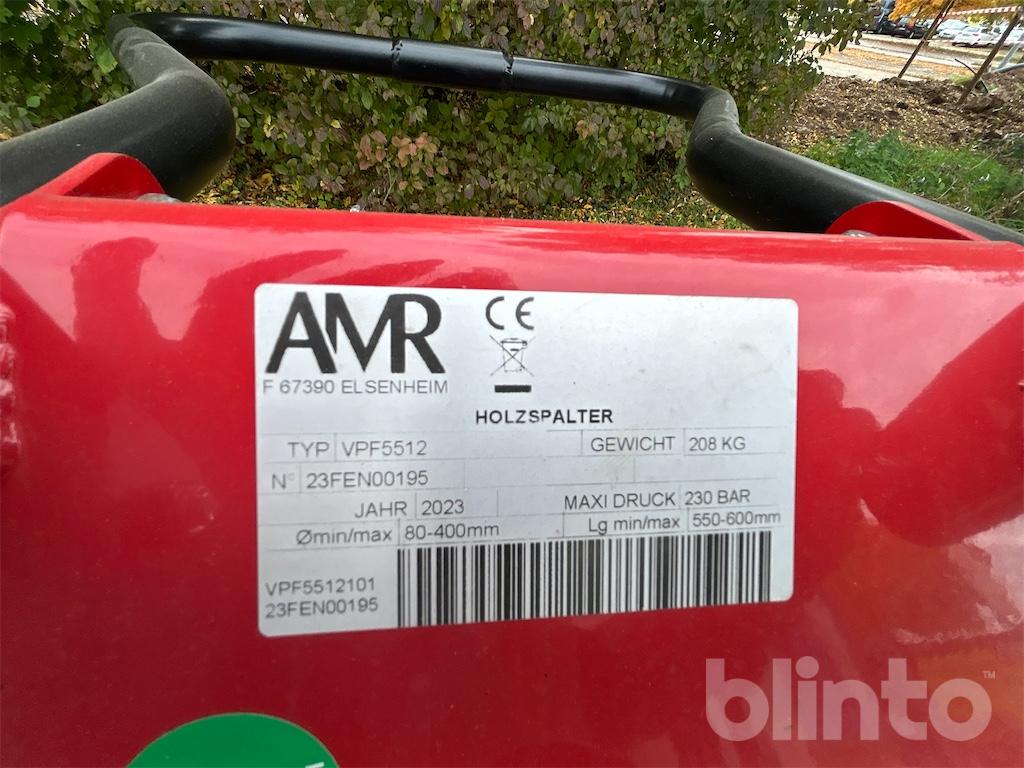 AMR
CE
F 67390 ELSENHEIM
HOLZSPALTER
TYP VPF5512 GEWICHT 208 KG
N° 23FEN00195
JAHR 2023 MAXI DRUCK 230 BAR
Ømin/max 80-400mm Lg min/max 550-600mm
VPF5512101
23FEN00195
blinto™